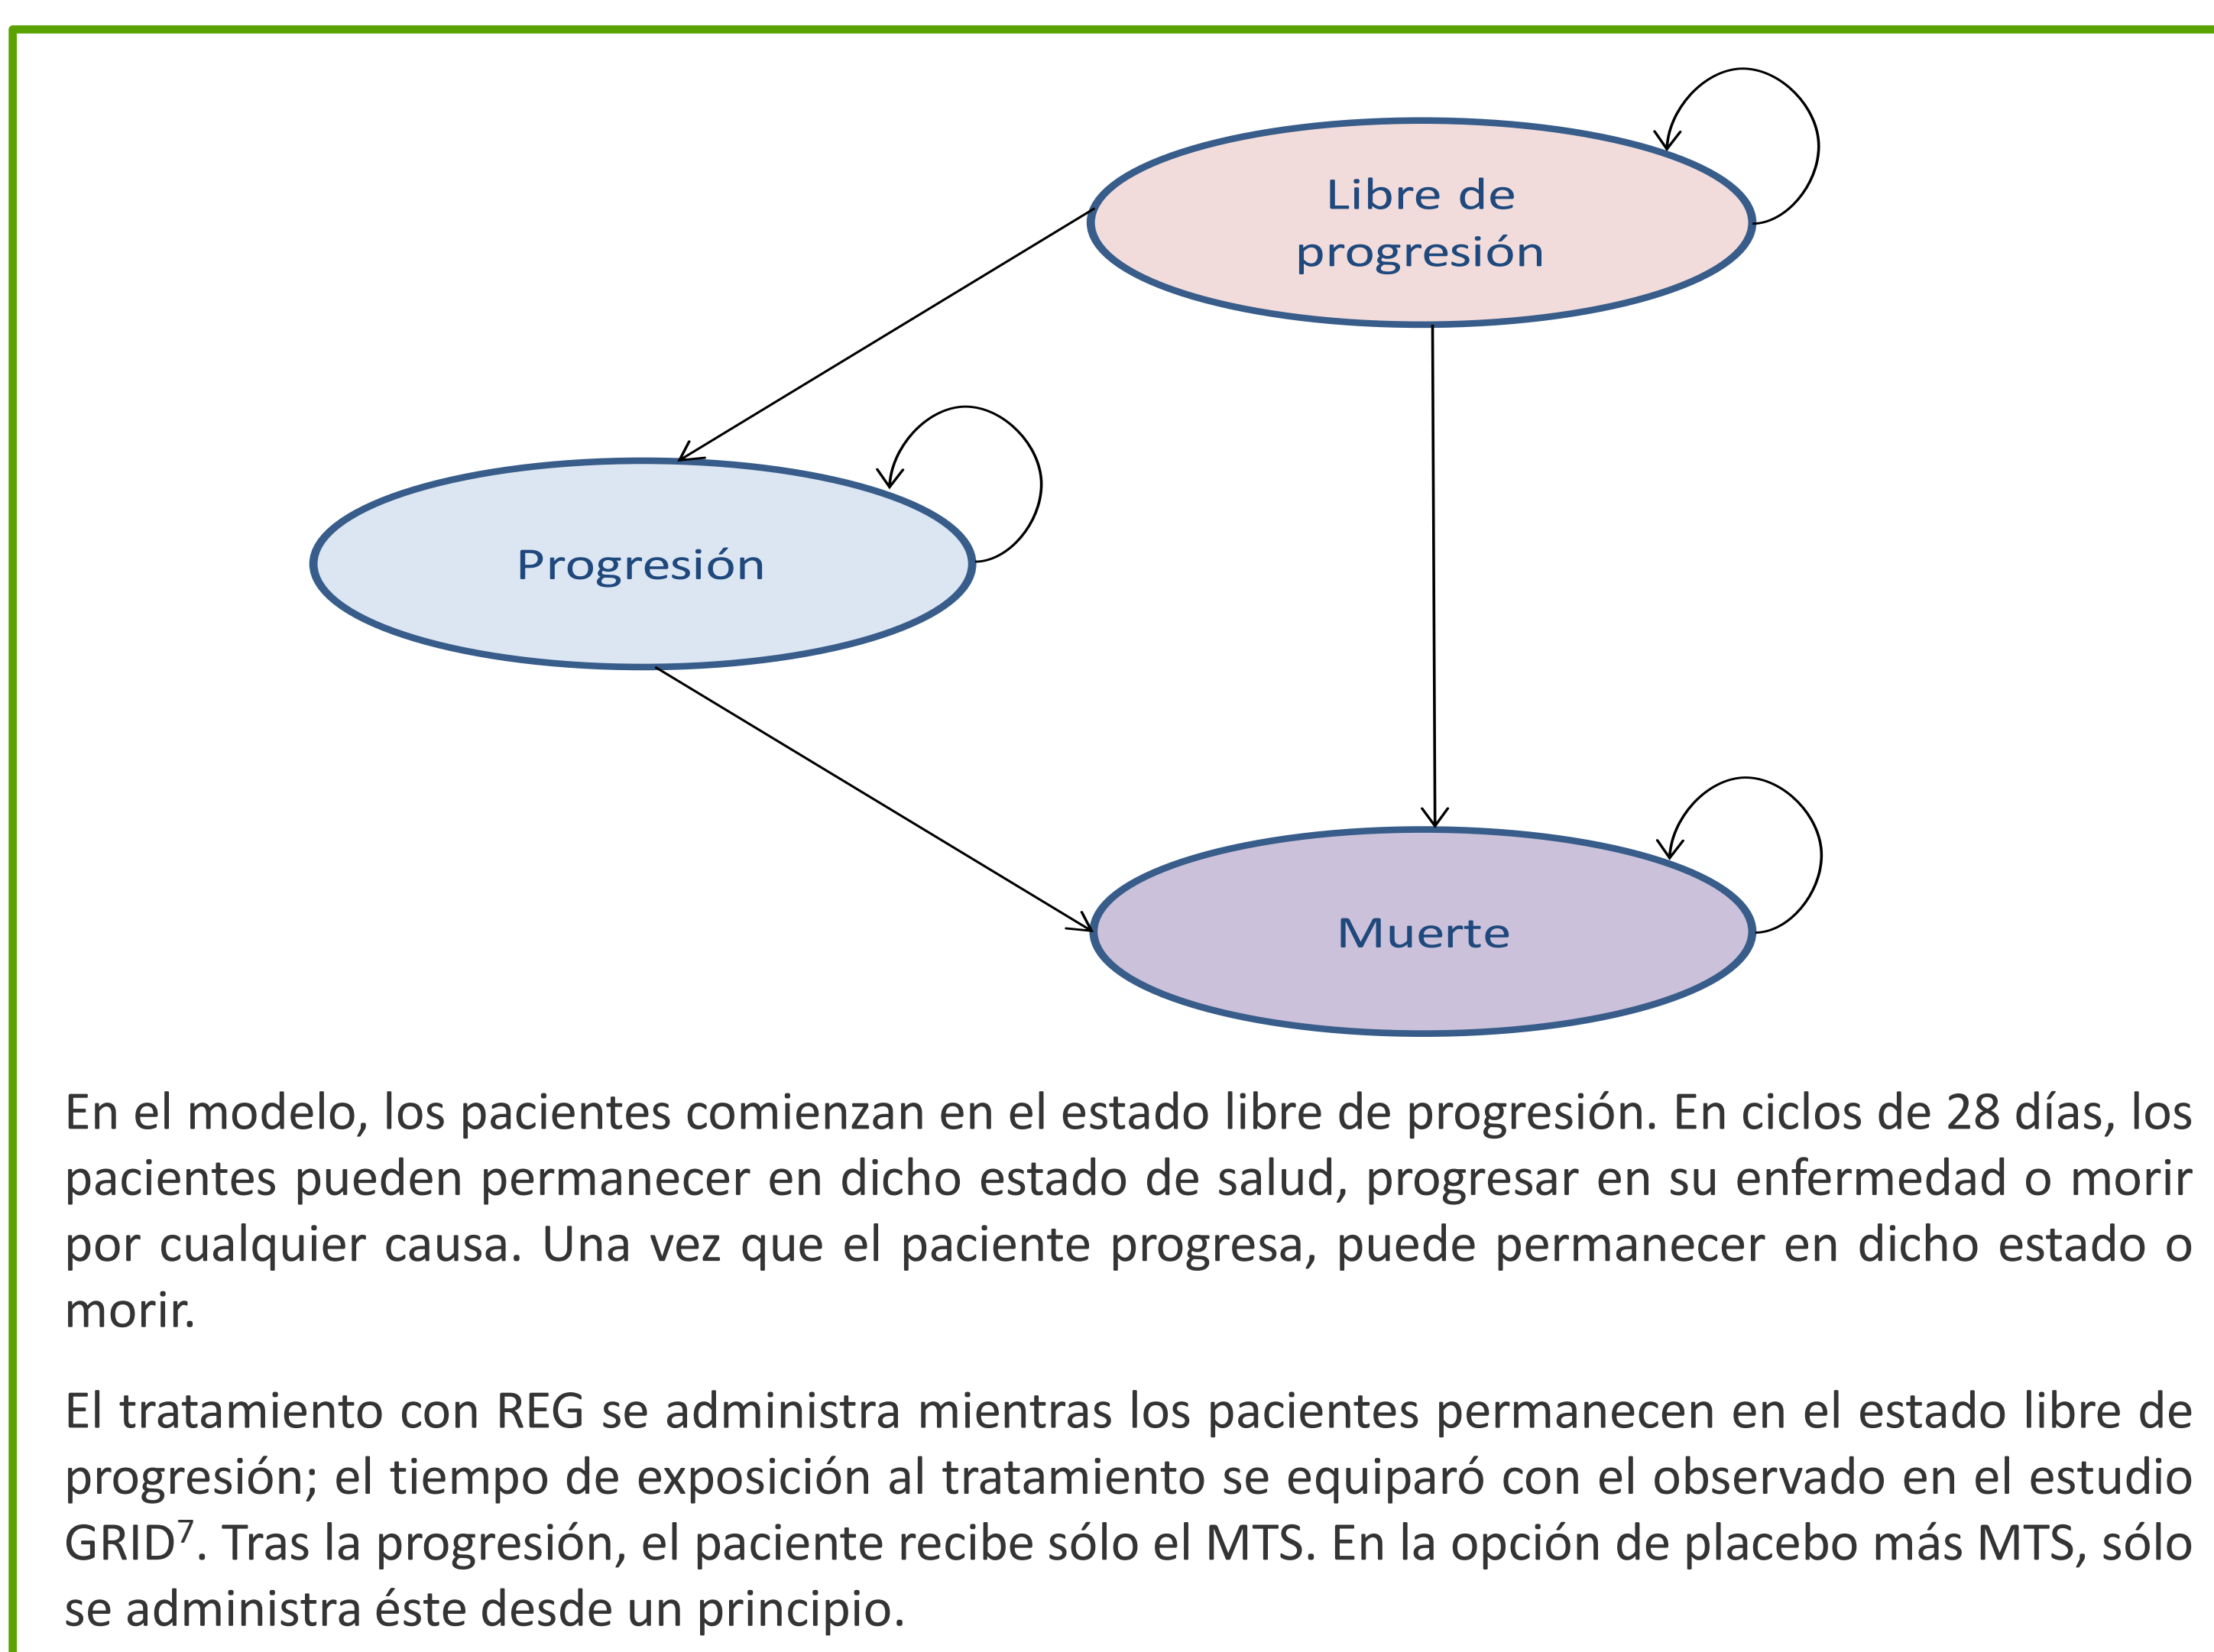 Libre de
progresión
Progresión
Muerte
En el modelo, los pacientes comienzan en el estado libre de progresión. En ciclos de 28 días, los
pacientes pueden permanecer en dicho estado de salud, progresar en su enfermedad o morir
por cualquier causa. Una vez que el paciente progresa, puede permanecer en dicho estado o
morir.
El tratamiento con REG se administra mientras los pacientes permanecen en el estado libre de
progresión; el tiempo de exposición al tratamiento se equiparó con el observado en el estudio
GRID⁷. Tras la progresión, el paciente recibe sólo el MTS. En la opción de placebo más MTS, sólo
se administra éste desde un principio.